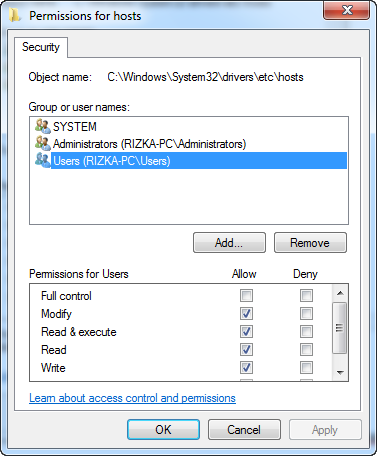 Permissions for hosts
Security
Object name: C:\Windows\System32\drivers\etc\hosts
Group or user names:
SYSTEM
Administrators (RIZKA-PC\Administrators)
Users (RIZKA-PC\Users)
Add... Remove
Permissions for Users Allow Deny
Full control
Modify
Read & execute
Read
Write
Learn about access control and permissions
OK Cancel Apply